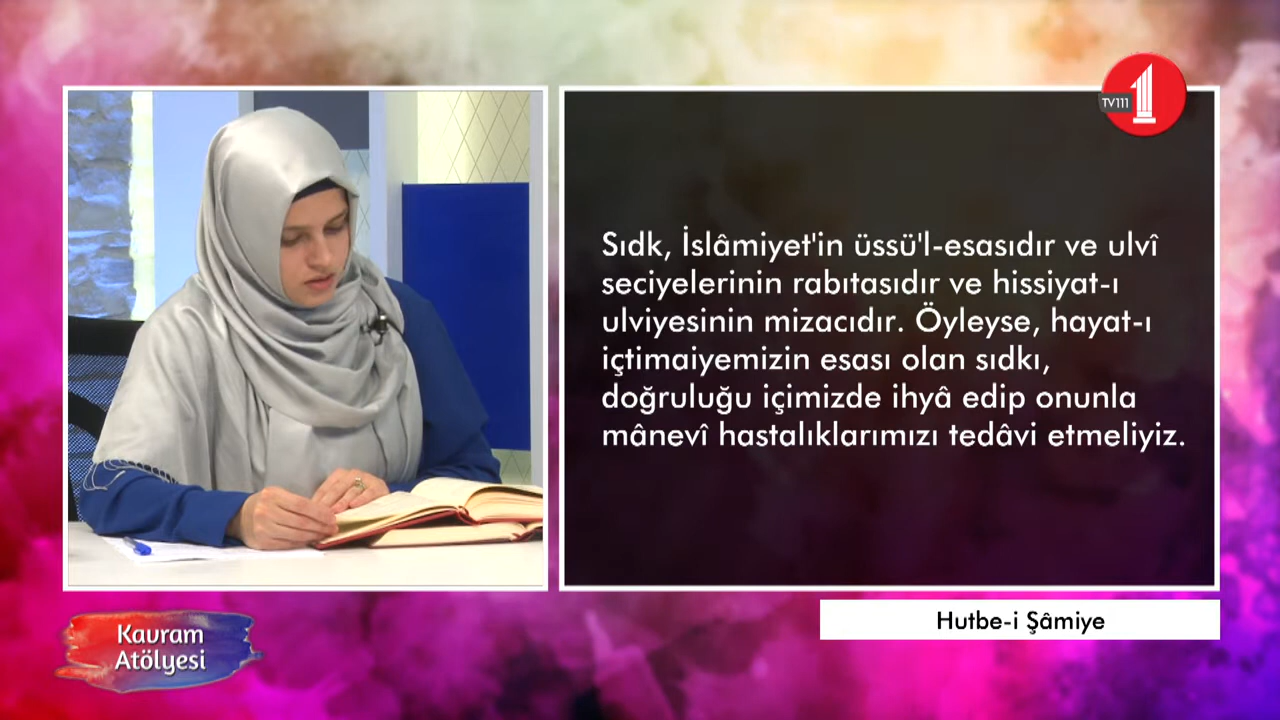 TV111
Sıdk, İslâmiyet'in üssü'l-esasıdır ve ulvî
seciyelerinin rabıtasıdır ve hissiyat-ı
ulviyesinin mizacıdır. Öyleyse, hayat-ı
içtimaiyemizin esası olan sıdkı,
doğruluğu içimizde ihyâ edip onunla
mânevî hastalıklarımızı tedâvi etmeliyiz.
Hutbe-i Şâmiye
Kavram
Atölyesi